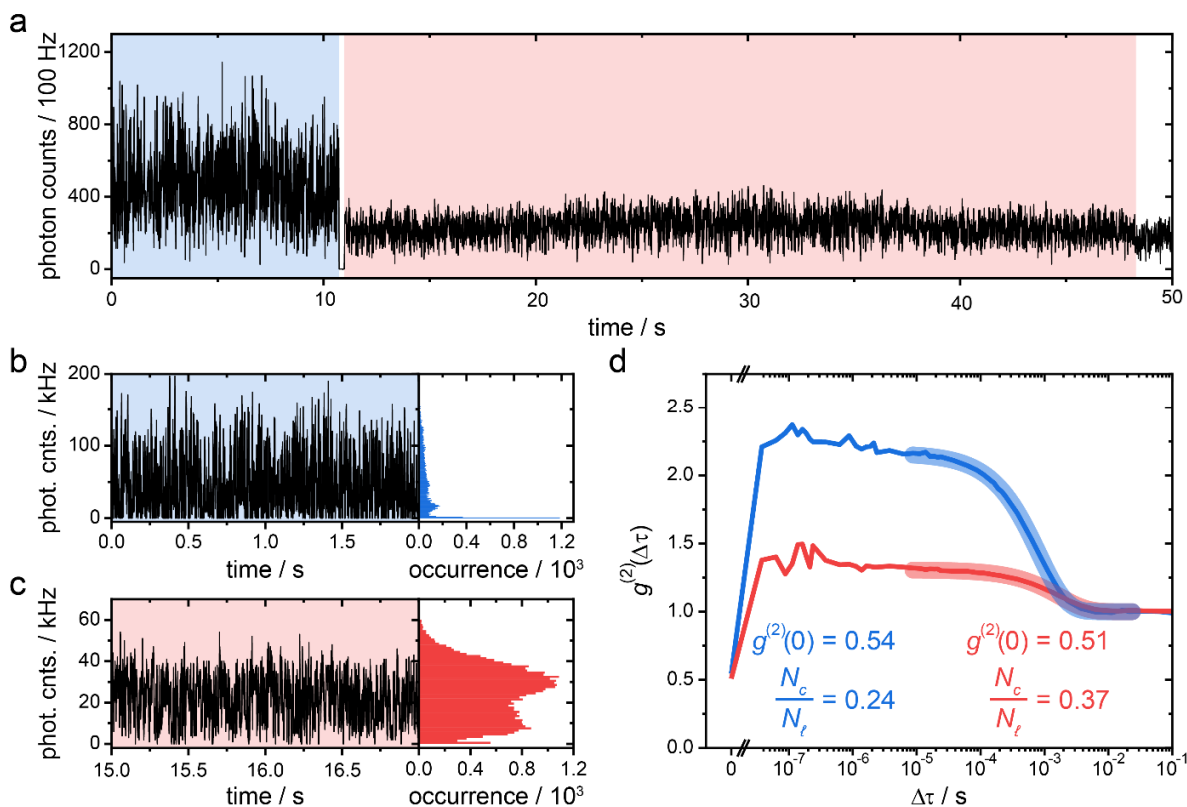 a
photon counts / 100 Hz
1200
800
400
0
0 10 20 30 40 50
time / s
b
phot. cnts. / kHz
200
100
0
0.0 0.5 1.0 1.5 0.0 0.4 0.8 1.2
time / s occurrence / 10³
c
phot. cnts. / kHz
60
40
20
0
15.0 15.5 16.0 16.5 0.0 0.4 0.8 1.2
time / s occurrence / 10³
d
g⁽²⁾(Δτ)
2.5
2.0
1.5
1.0
0.5
0.0
g⁽²⁾(0) = 0.54 g⁽²⁾(0) = 0.51
N_c/N_ℓ = 0.24 N_c/N_ℓ = 0.37
0 10⁻⁷ 10⁻⁶ 10⁻⁵ 10⁻⁴ 10⁻³ 10⁻² 10⁻¹
Δτ / s